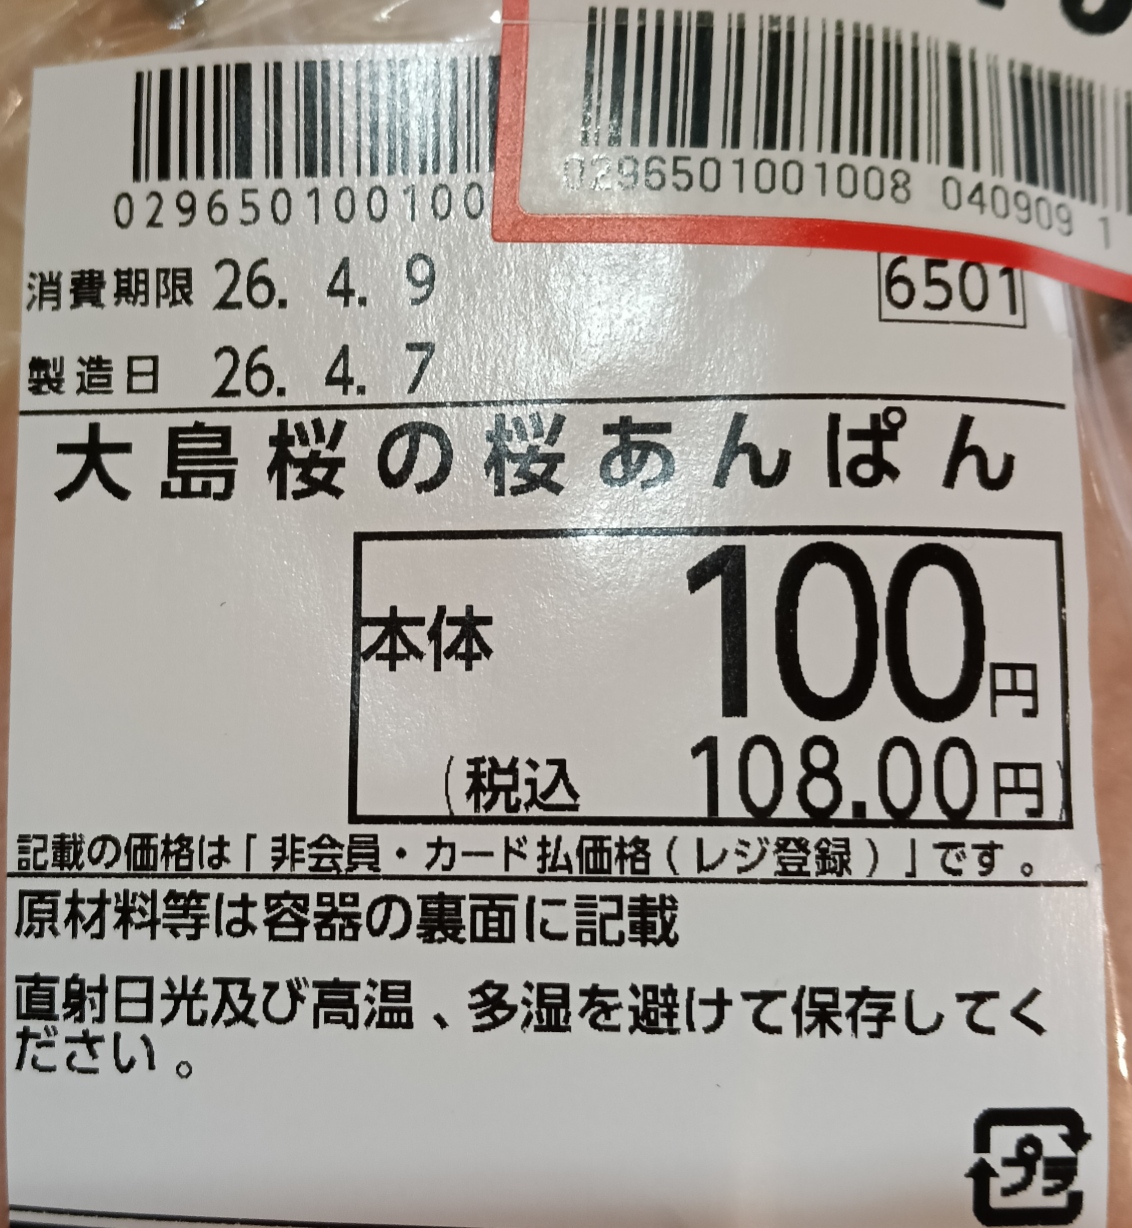 0296501001008 040909 1
029650100100
消費期限 26. 4. 9
6501
製造日 26. 4. 7
大島桜の桜あんぱん
本体 100円
(税込 108.00円)
記載の価格は「非会員・カード払価格(レジ登録)」です。
原材料等は容器の裏面に記載
直射日光及び高温、多湿を避けて保存してく
ださい。
プラ